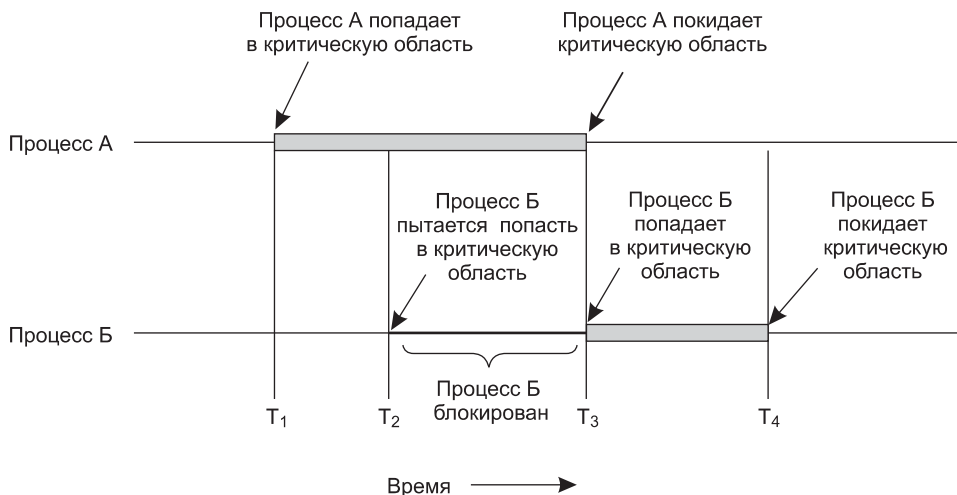 Процесс А попадает
в критическую область
Процесс А покидает
критическую область
Процесс А
Процесс Б
пытается попасть
в критическую
область
Процесс Б
попадает
в критическую
область
Процесс Б
покидает
критическую
область
Процесс Б
Процесс Б
блокирован
T1
T2
T3
T4
Время